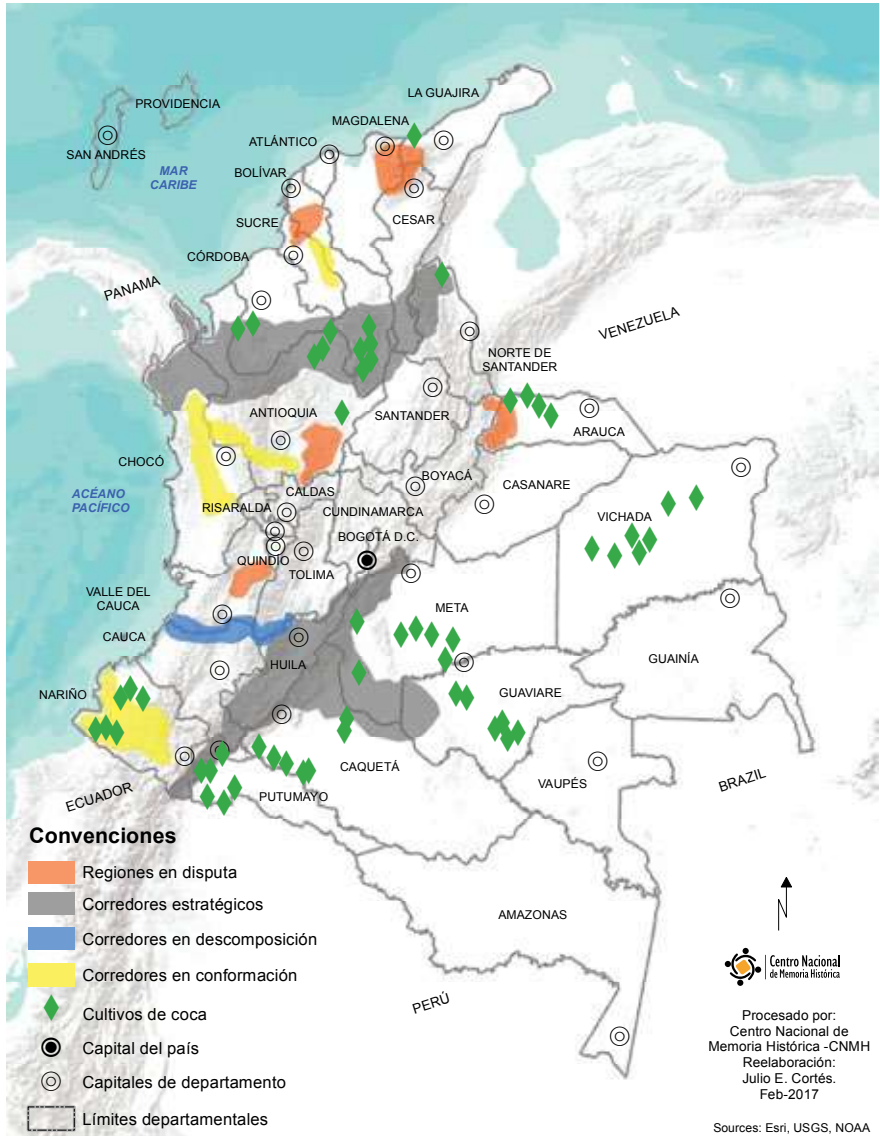 LA GUAJIRA
PROVIDENCIA
MAGDALENA
ATLÁNTICO
SAN ANDRÉS
MAR
CARIBE
BOLÍVAR
CESAR
SUCRE
CÓRDOBA
PANAMA
VENEZUELA
NORTE DE
SANTANDER
ANTIOQUIA
SANTANDER
ARAUCA
CHOCÓ
BOYACÁ
CASANARE
CALDAS
ACÉANO
PACÍFICO
RISARALDA
CUNDINAMARCA
VICHADA
BOGOTÁ D.C.
QUINDÍO
TOLIMA
VALLE DEL
CAUCA
META
CAUCA
GUAINÍA
HUILA
NARIÑO
GUAVIARE
CAQUETÁ
VAUPÉS
BRAZIL
ECUADOR
PUTUMAYO
AMAZONAS
PERÚ
Convenciones
Regiones en disputa
Corredores estratégicos
Corredores en descomposición
Corredores en conformación
Cultivos de coca
Capital del país
Capitales de departamento
Límites departamentales
N
Centro Nacional
de Memoria Histórica
Procesado por:
Centro Nacional de
Memoria Histórica -CNMH
Reelaboración:
Julio E. Cortés.
Feb-2017
Sources: Esri, USGS, NOAA